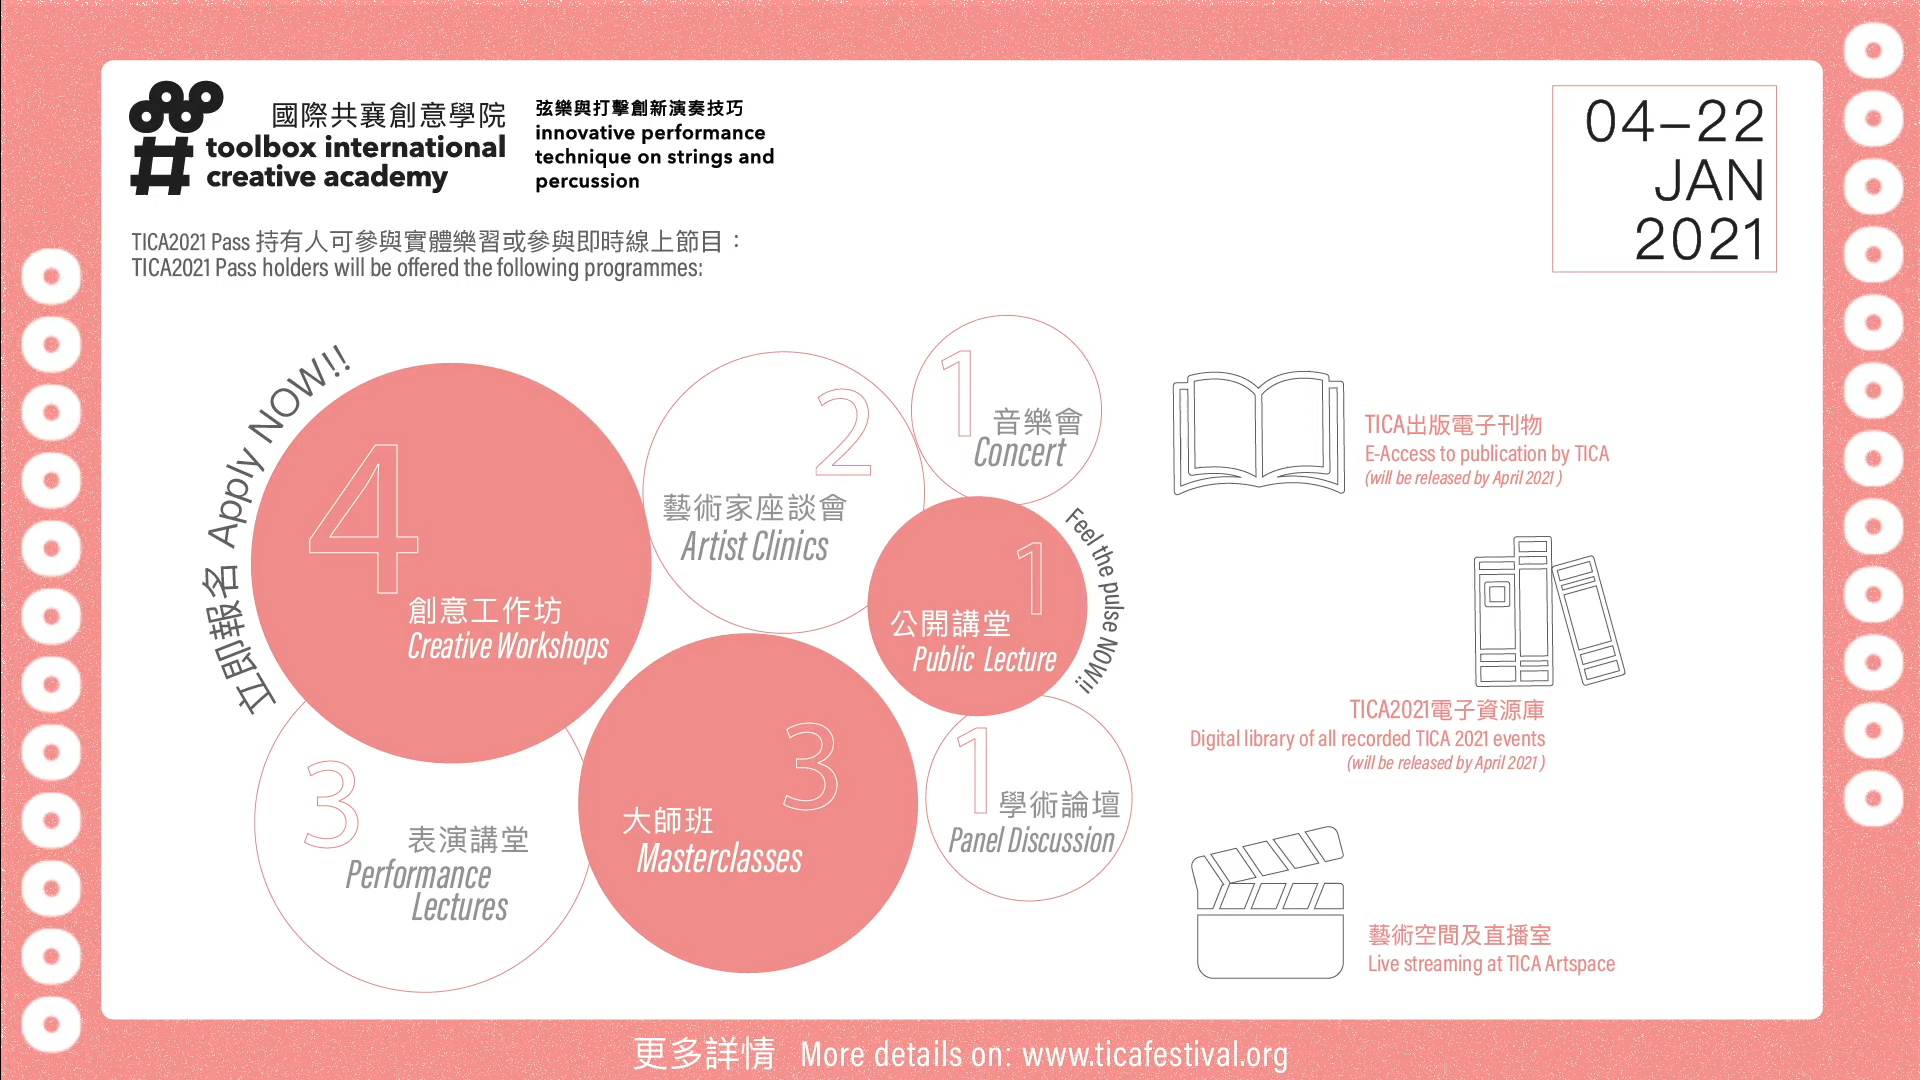 國際共襄創意學院
toolbox international
creative academy
弦樂與打擊創新演奏技巧
innovative performance
technique on strings and
percussion
04–22
JAN
2021
TICA2021 Pass 持有人可參與實體樂習或參與即時線上節目：
TICA2021 Pass holders will be offered the following programmes:
立即報名 Apply NOW!!
4
創意工作坊
Creative Workshops
2
藝術家座談會
Artist Clinics
1
音樂會
Concert
1
公開講堂
Public Lecture
Feel the pulse NOW!!
3
表演講堂
Performance
Lectures
3
大師班
Masterclasses
1
學術論壇
Panel Discussion
TICA出版電子刊物
E-Access to publication by TICA
(will be released by April 2021)
TICA2021電子資源庫
Digital library of all recorded TICA 2021 events
(will be released by April 2021)
藝術空間及直播室
Live streaming at TICA Artspace
更多詳情 More details on: www.ticafestival.org